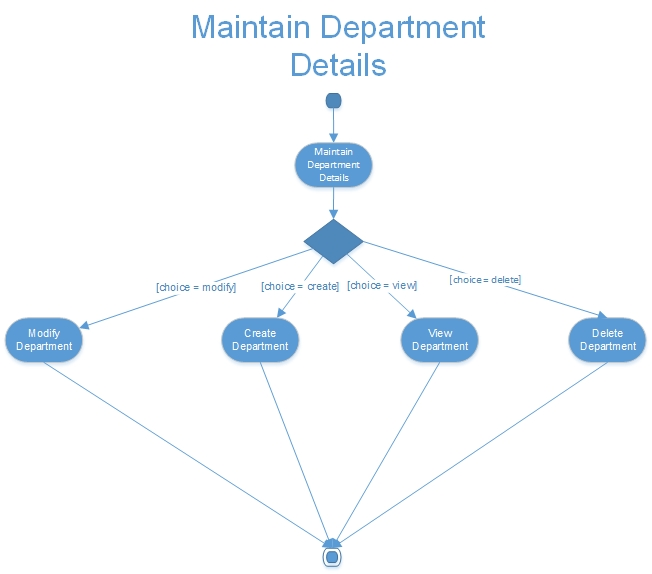 Maintain Department
Details
Maintain
Department
Details
[choice = modify]
[choice = create]
[choice = view]
[choice = delete]
Modify
Department
Create
Department
View
Department
Delete
Department